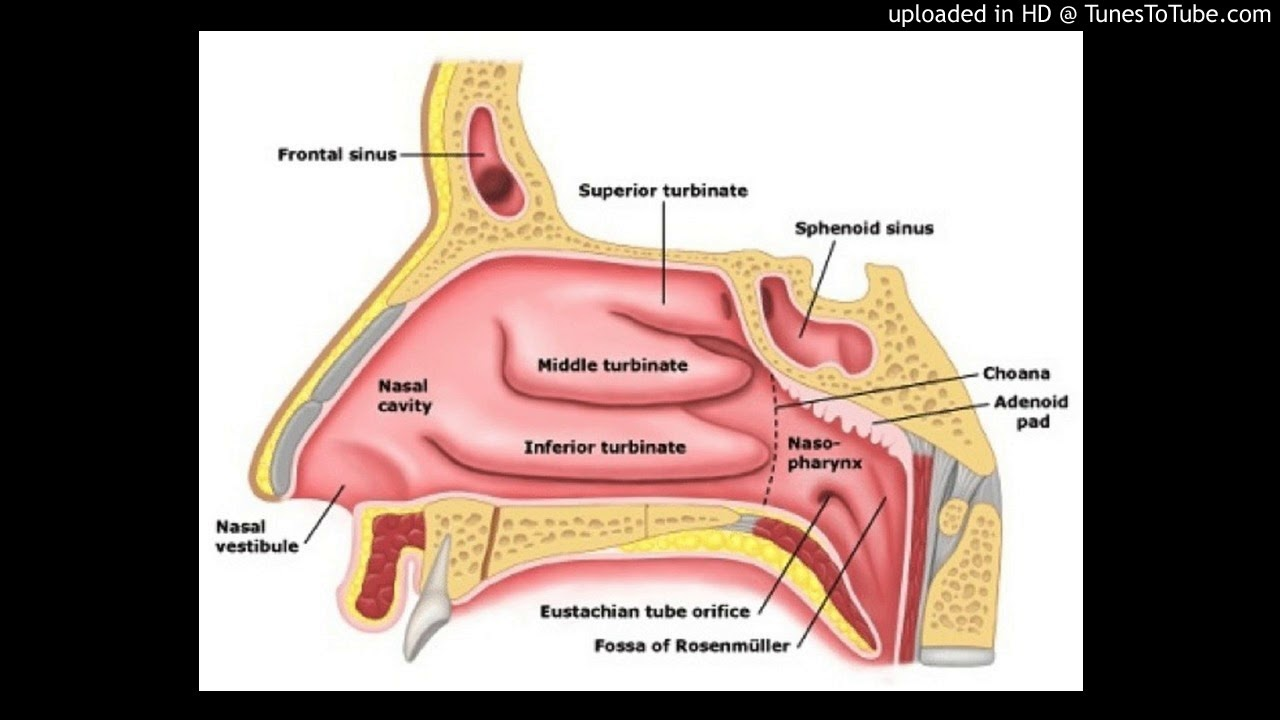 uploaded in HD @ TunesToTube.com
Frontal sinus
Superior turbinate
Sphenoid sinus
Middle turbinate
Choana
Nasal
cavity
Adenoid
pad
Inferior turbinate
Naso-
pharynx
Nasal
vestibule
Eustachian tube orifice
Fossa of Rosenmüller